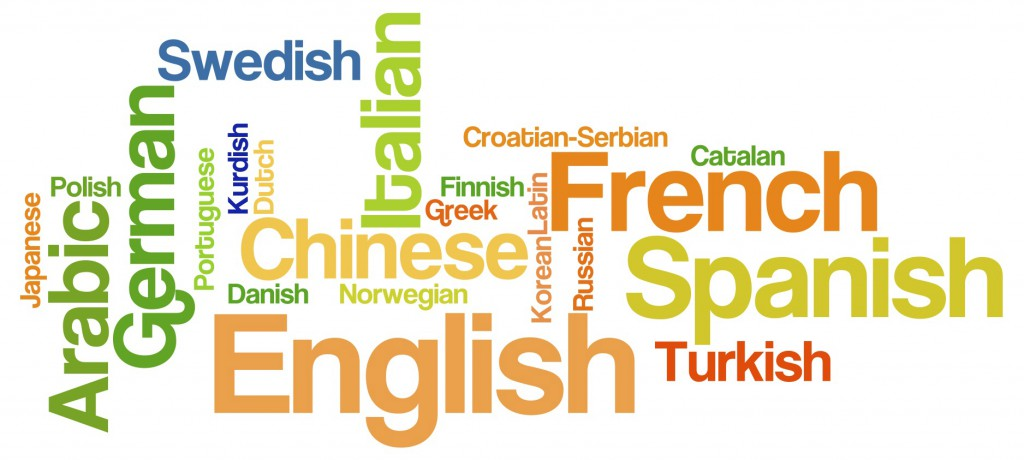 Swedish
Italian
German
Croatian-Serbian
Catalan
Kurdish
Dutch
Portuguese
Polish
Finnish
French
Greek
Latin
Japanese
Arabic
Chinese
Korean
Russian
Spanish
Danish
Norwegian
English
Turkish